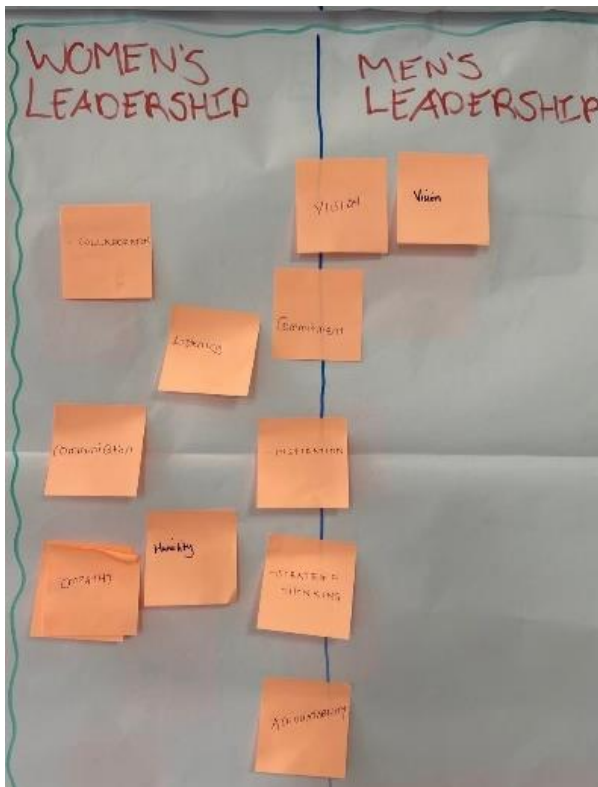 WOMEN'S
LEADERSHIP
MEN'S
LEADERSHIP
VISION
Vision
- COLLABORATION
Commitment
Listening
Communication
- INSPIRATION
EMPATHY
Humility
- STRATEGIC
THINKING
ACCOUNTABILITY